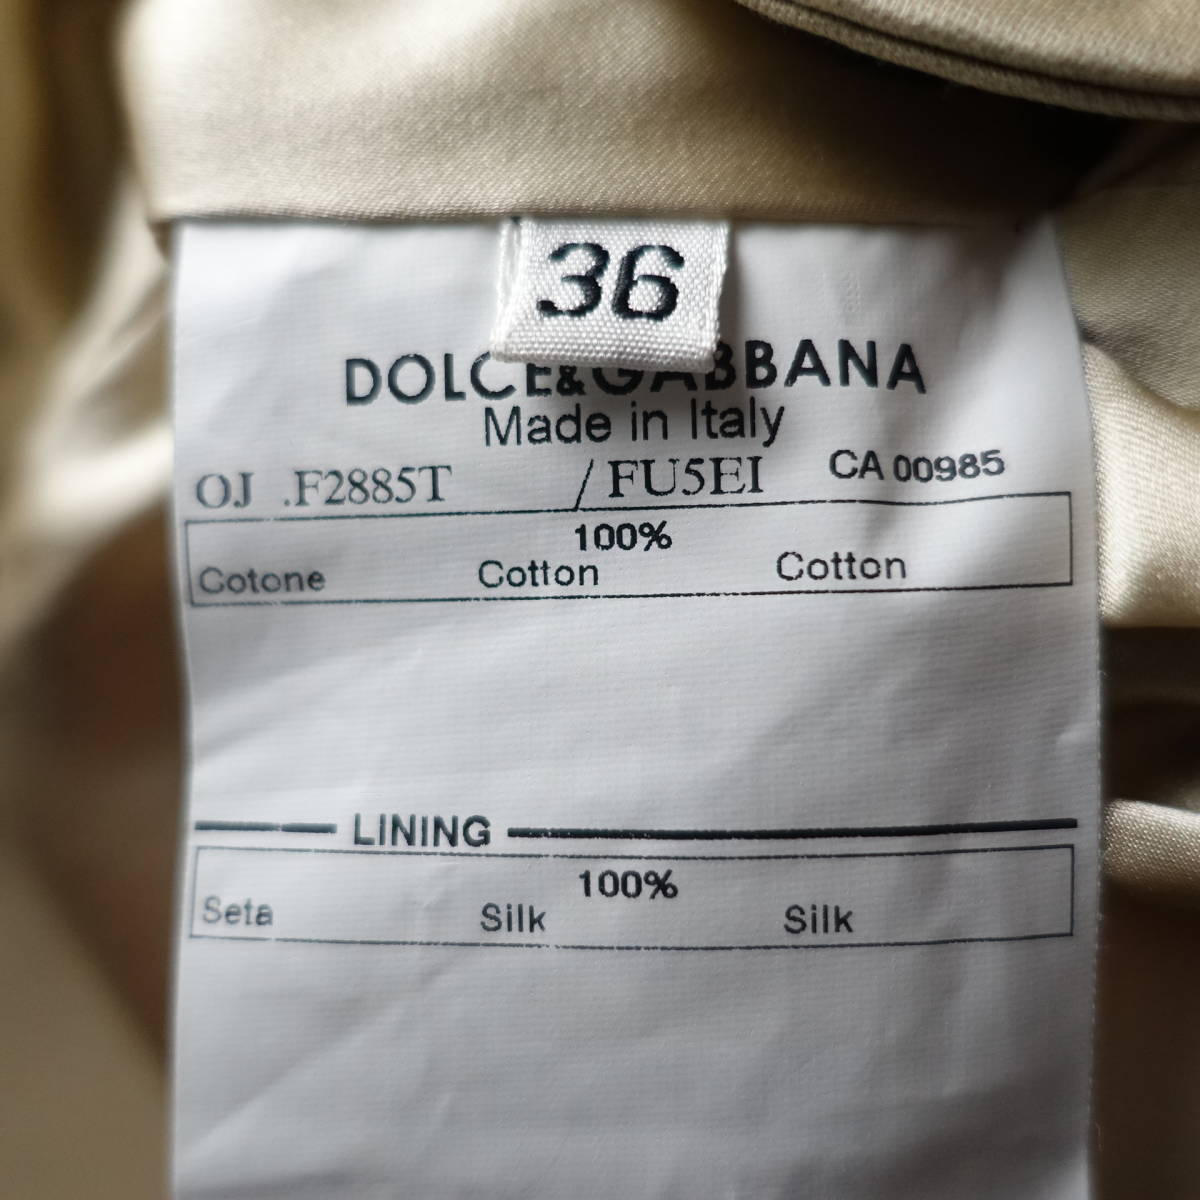 36
DOLCE&GABBANA
Made in Italy
OJ .F2885T /FU5EI CA 00985
100%
Cotone Cotton Cotton
LINING
100%
Seta Silk Silk